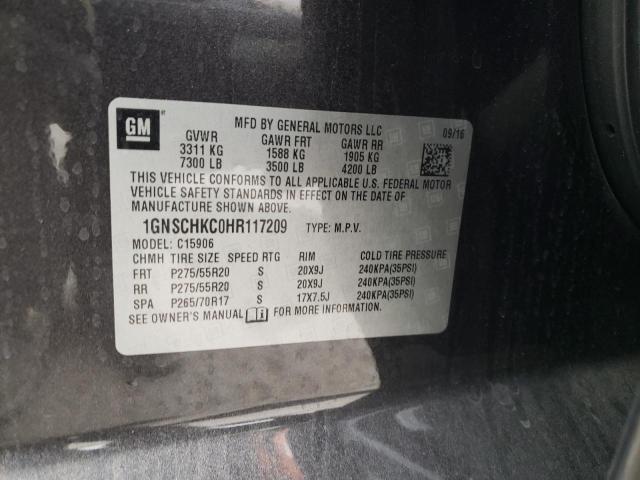 GM
MFD BY GENERAL MOTORS LLC 09/16
GVWR GAWR FRT GAWR RR
3311 KG 1588 KG 1905 KG
7300 LB 3500 LB 4200 LB
THIS VEHICLE CONFORMS TO ALL APPLICABLE U.S. FEDERAL MOTOR
VEHICLE SAFETY STANDARDS IN EFFECT ON THE DATE OF
MANUFACTURE SHOWN ABOVE.
1GNSCHKC0HR117209 TYPE: M.P.V.
MODEL: C15906
CHMH TIRE SIZE SPEED RTG RIM COLD TIRE PRESSURE
FRT P275/55R20 S 20X9J 240KPA(35PSI)
RR P275/55R20 S 20X9J 240KPA(35PSI)
SPA P265/70R17 S 17X7.5J 240KPA(35PSI)
SEE OWNER'S MANUAL FOR MORE INFORMATION.